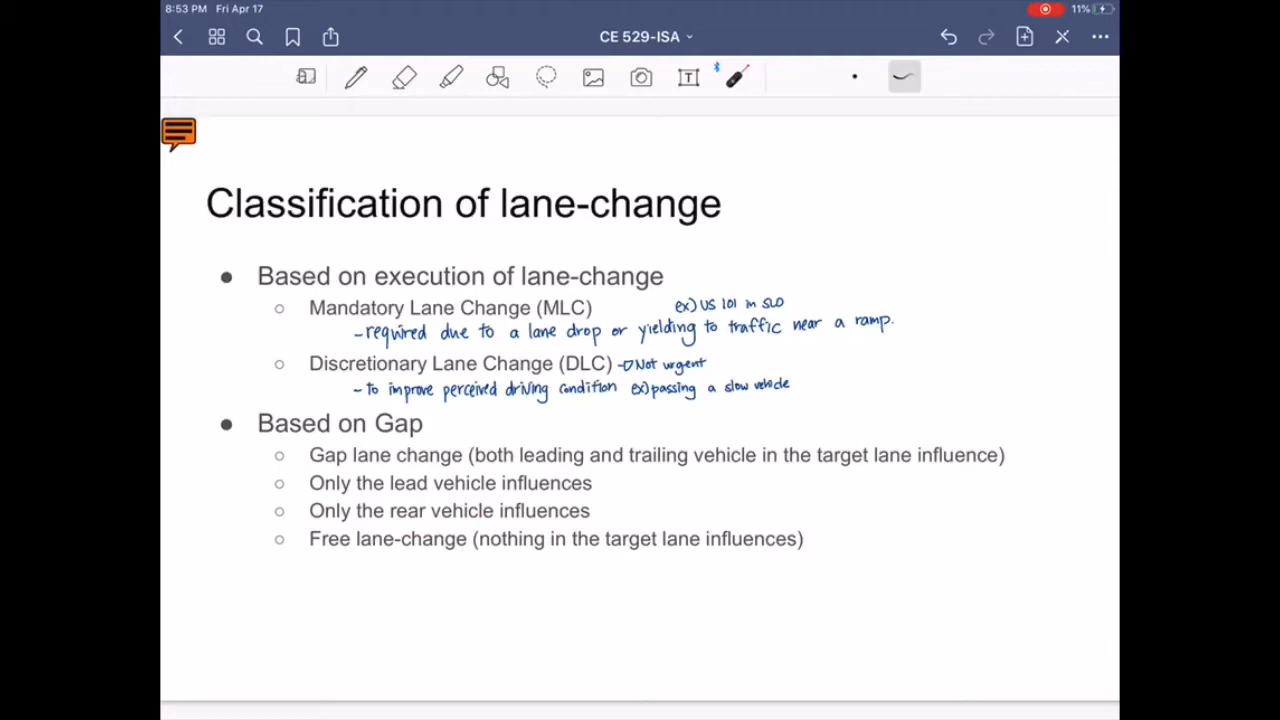 8:53 PM Fri Apr 17
11%
CE 529-ISA
T
Classification of lane-change
● Based on execution of lane-change
○ Mandatory Lane Change (MLC) ex) US 101 in SLO
- required due to a lane drop or yielding to traffic near a ramp.
○ Discretionary Lane Change (DLC) → Not urgent
- to improve perceived driving condition ex) passing a slow vehicle
● Based on Gap
○ Gap lane change (both leading and trailing vehicle in the target lane influence)
○ Only the lead vehicle influences
○ Only the rear vehicle influences
○ Free lane-change (nothing in the target lane influences)